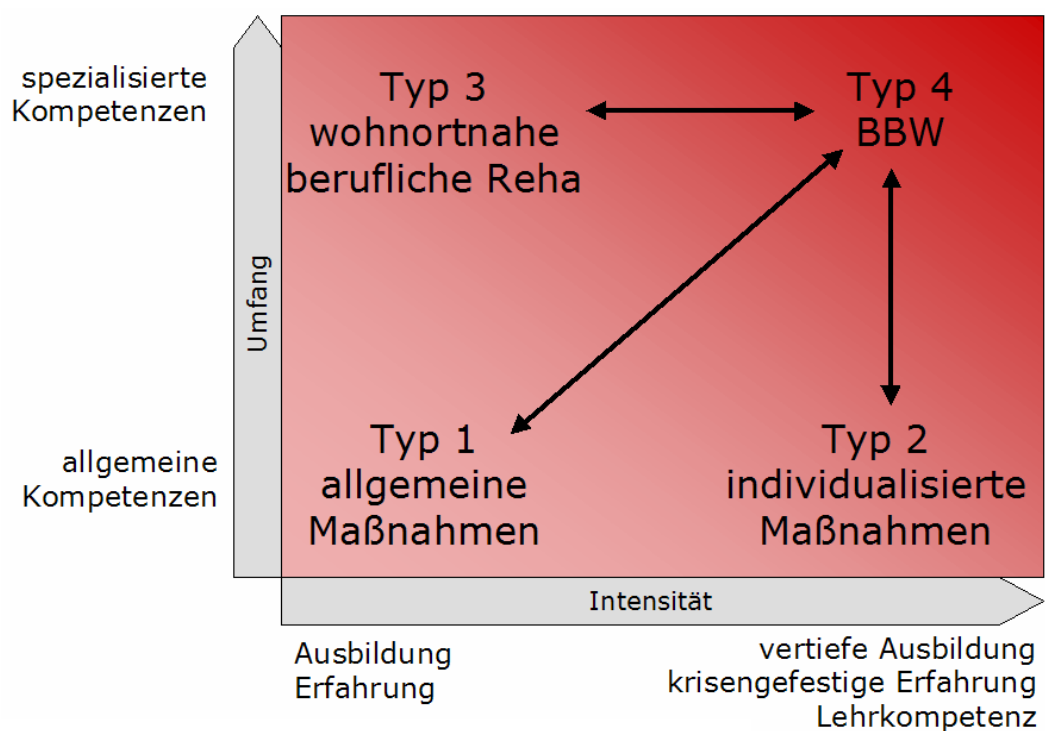 spezialisierte
Kompetenzen
Typ 3
wohnortnahe
berufliche Reha
Typ 4
BBW
Umfang
allgemeine
Kompetenzen
Typ 1
allgemeine
Maßnahmen
Typ 2
individualisierte
Maßnahmen
Intensität
Ausbildung
Erfahrung
vertiefe Ausbildung
krisengefestige Erfahrung
Lehrkompetenz